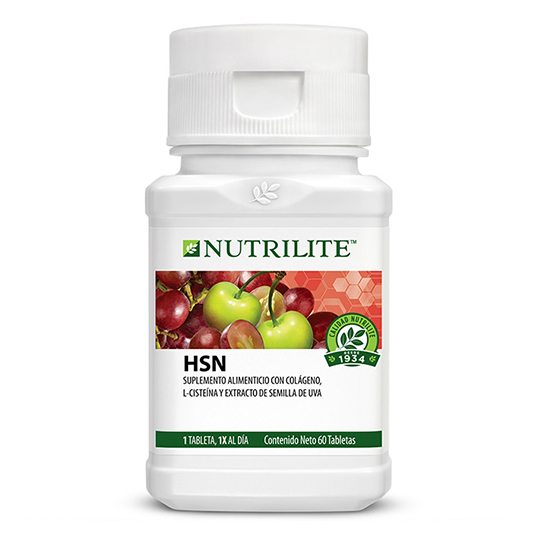 NUTRILITE™
CALIDAD NUTRILITE
DESDE
1934
HSN
SUPLEMENTO ALIMENTICIO CON COLÁGENO,
L-CISTEÍNA Y EXTRACTO DE SEMILLA DE UVA
1 TABLETA, 1X AL DÍA Contenido Neto 60 Tabletas